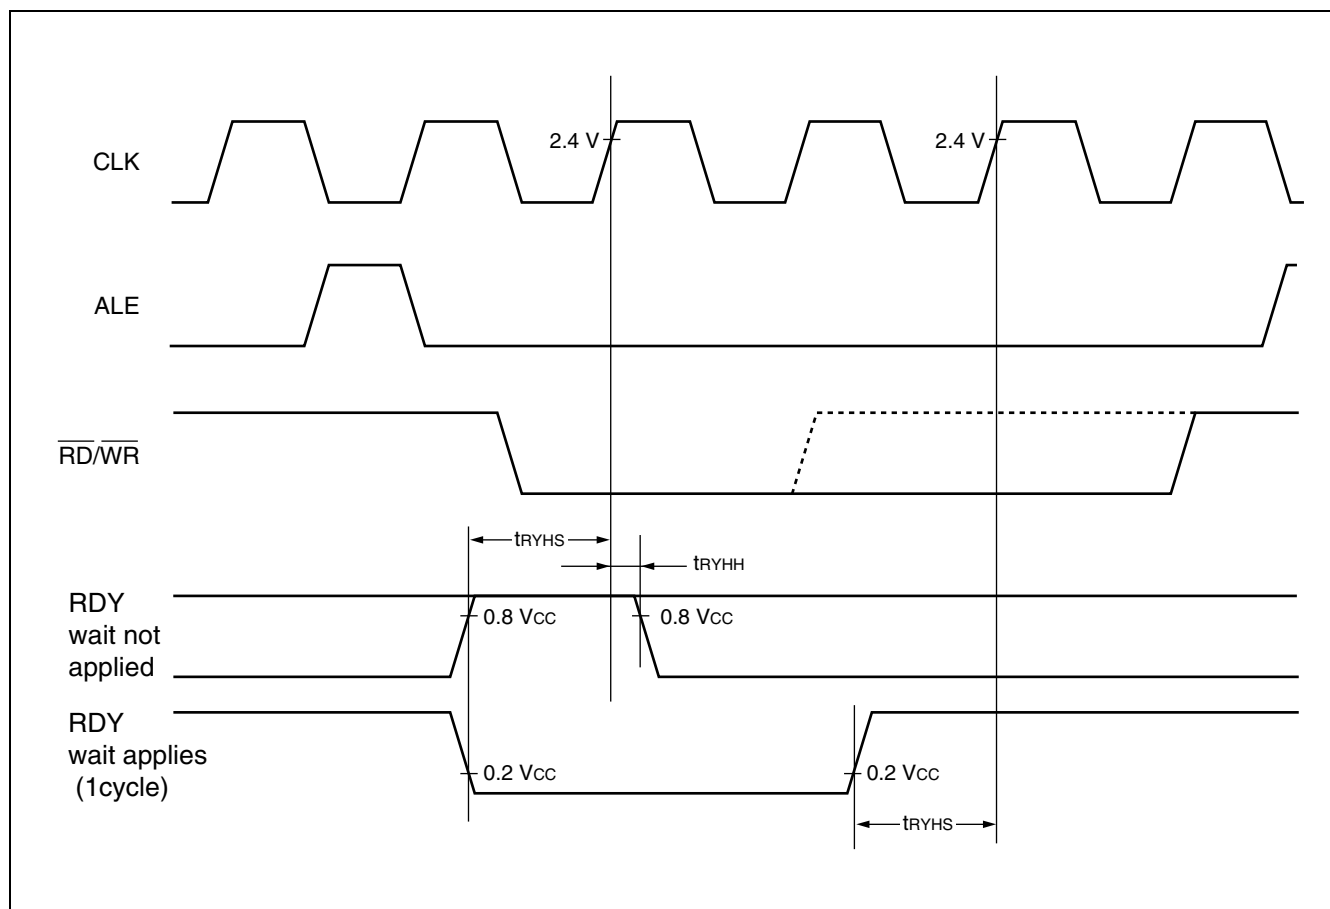 2.4 V
2.4 V
CLK
ALE
RD/WR
tRYHS
tRYHH
RDY
wait not
applied
0.8 VCC
0.8 VCC
RDY
wait applies
(1cycle)
0.2 VCC
0.2 VCC
tRYHS